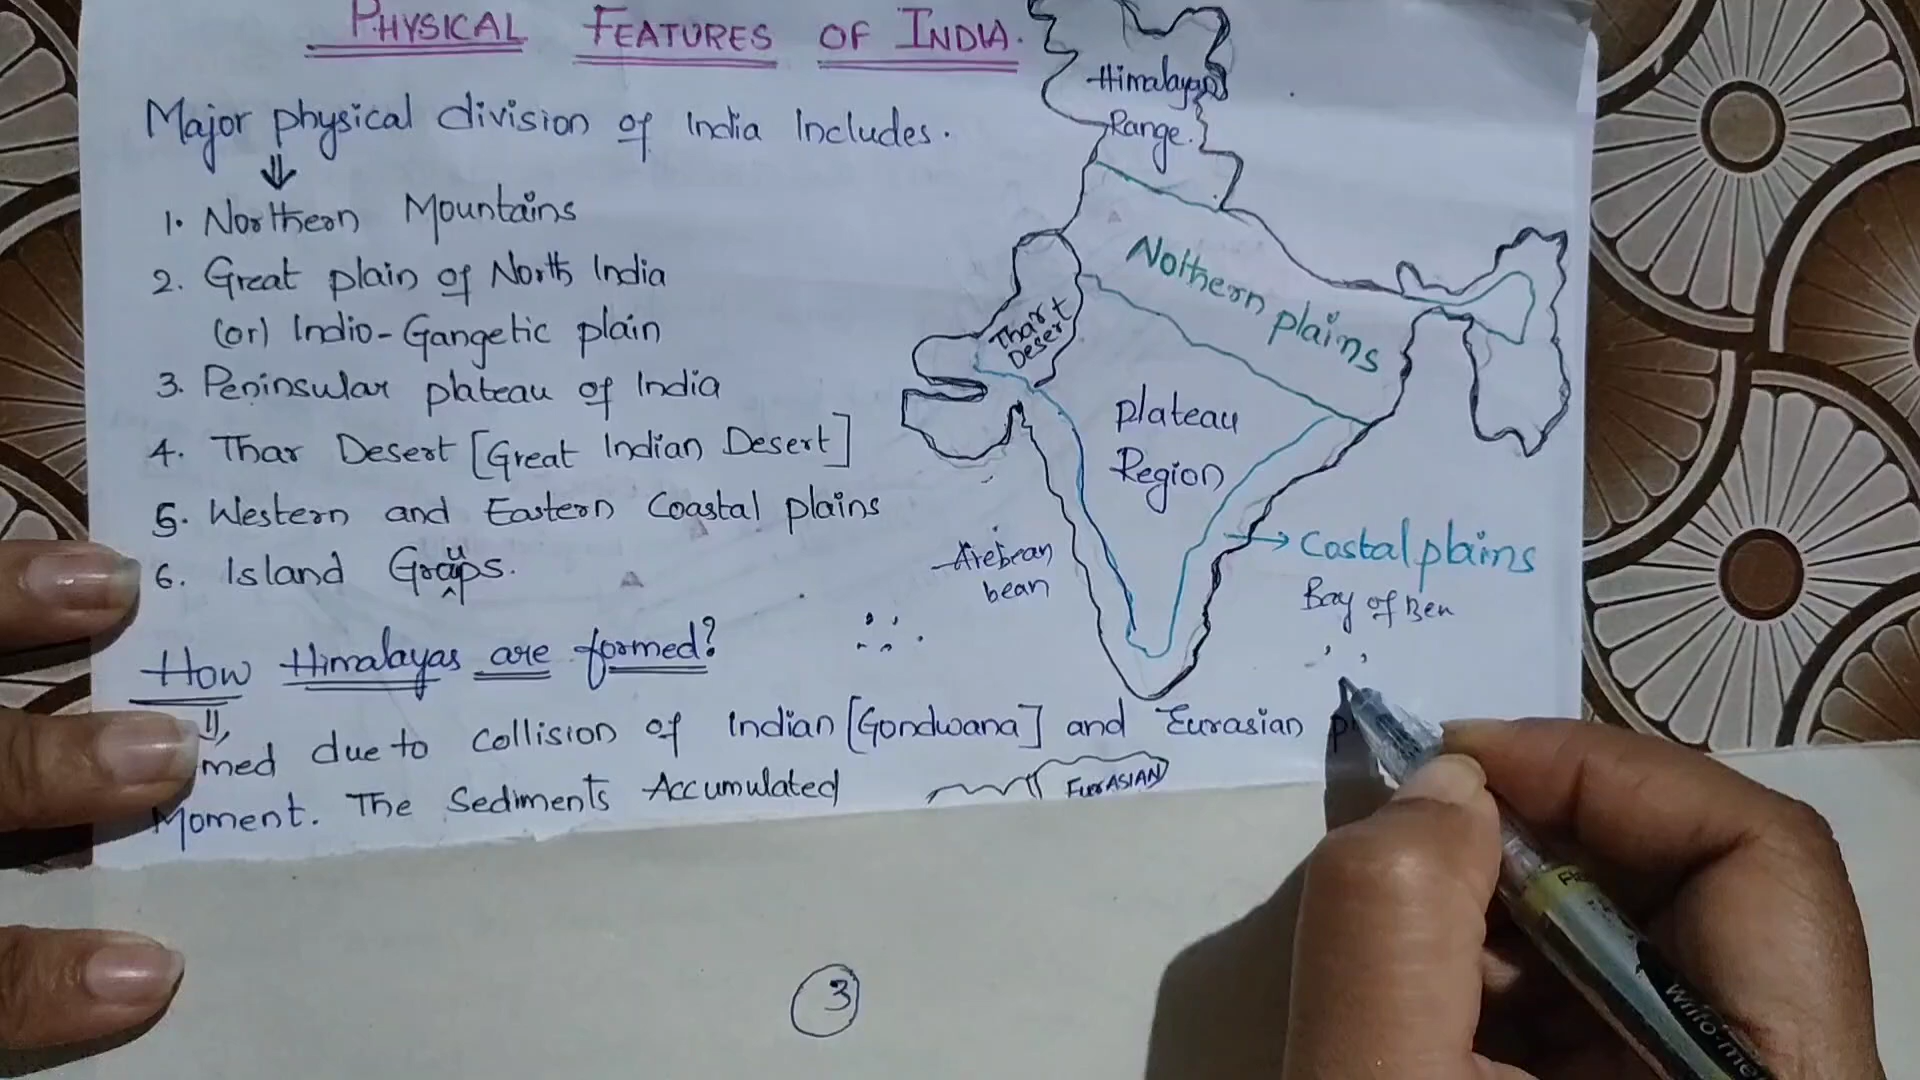 PHYSICAL FEATURES OF INDIA.
Major physical division of India Includes.
1. Northern Mountains
2. Great plain of North India
(or) Indio-Gangetic plain
3. Peninsular plateau of India
4. Thar Desert [Great Indian Desert]
5. Western and Eastern Coastal plains
6. Island Groups.
How Himalayas are formed?
med due to collision of Indian [Gondwana] and Eurasian
Moment. The Sediments Accumulated
EurASIAN
Himalayan
Range.
Nothern plains
Thar
Desert
plateau
Region
Costal plains
Arebean
bean
Bay of Ben
3